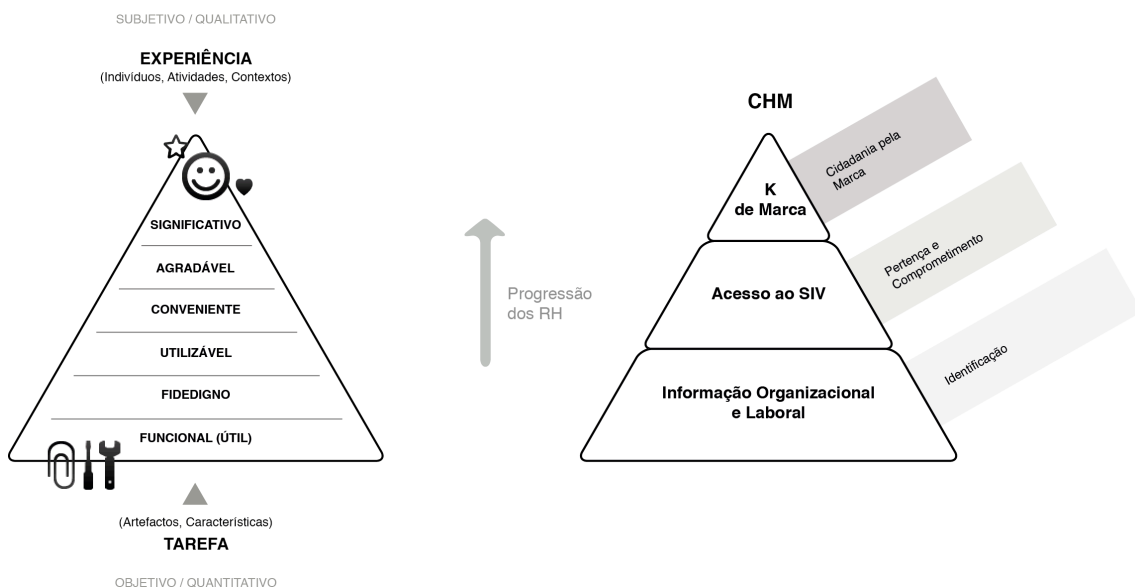 SUBJETIVO / QUALITATIVO
EXPERIÊNCIA
(Indivíduos, Atividades, Contextos)
SIGNIFICATIVO
AGRADÁVEL
CONVENIENTE
UTILIZÁVEL
FIDEDIGNO
FUNCIONAL (ÚTIL)
(Artefactos, Características)
TAREFA
OBJETIVO / QUANTITATIVO
Progressão
dos RH
CHM
K
de Marca
Acesso ao SIV
Informação Organizacional
e Laboral
Cidadania pela
Marca
Pertença e
Comprometimento
Identificação